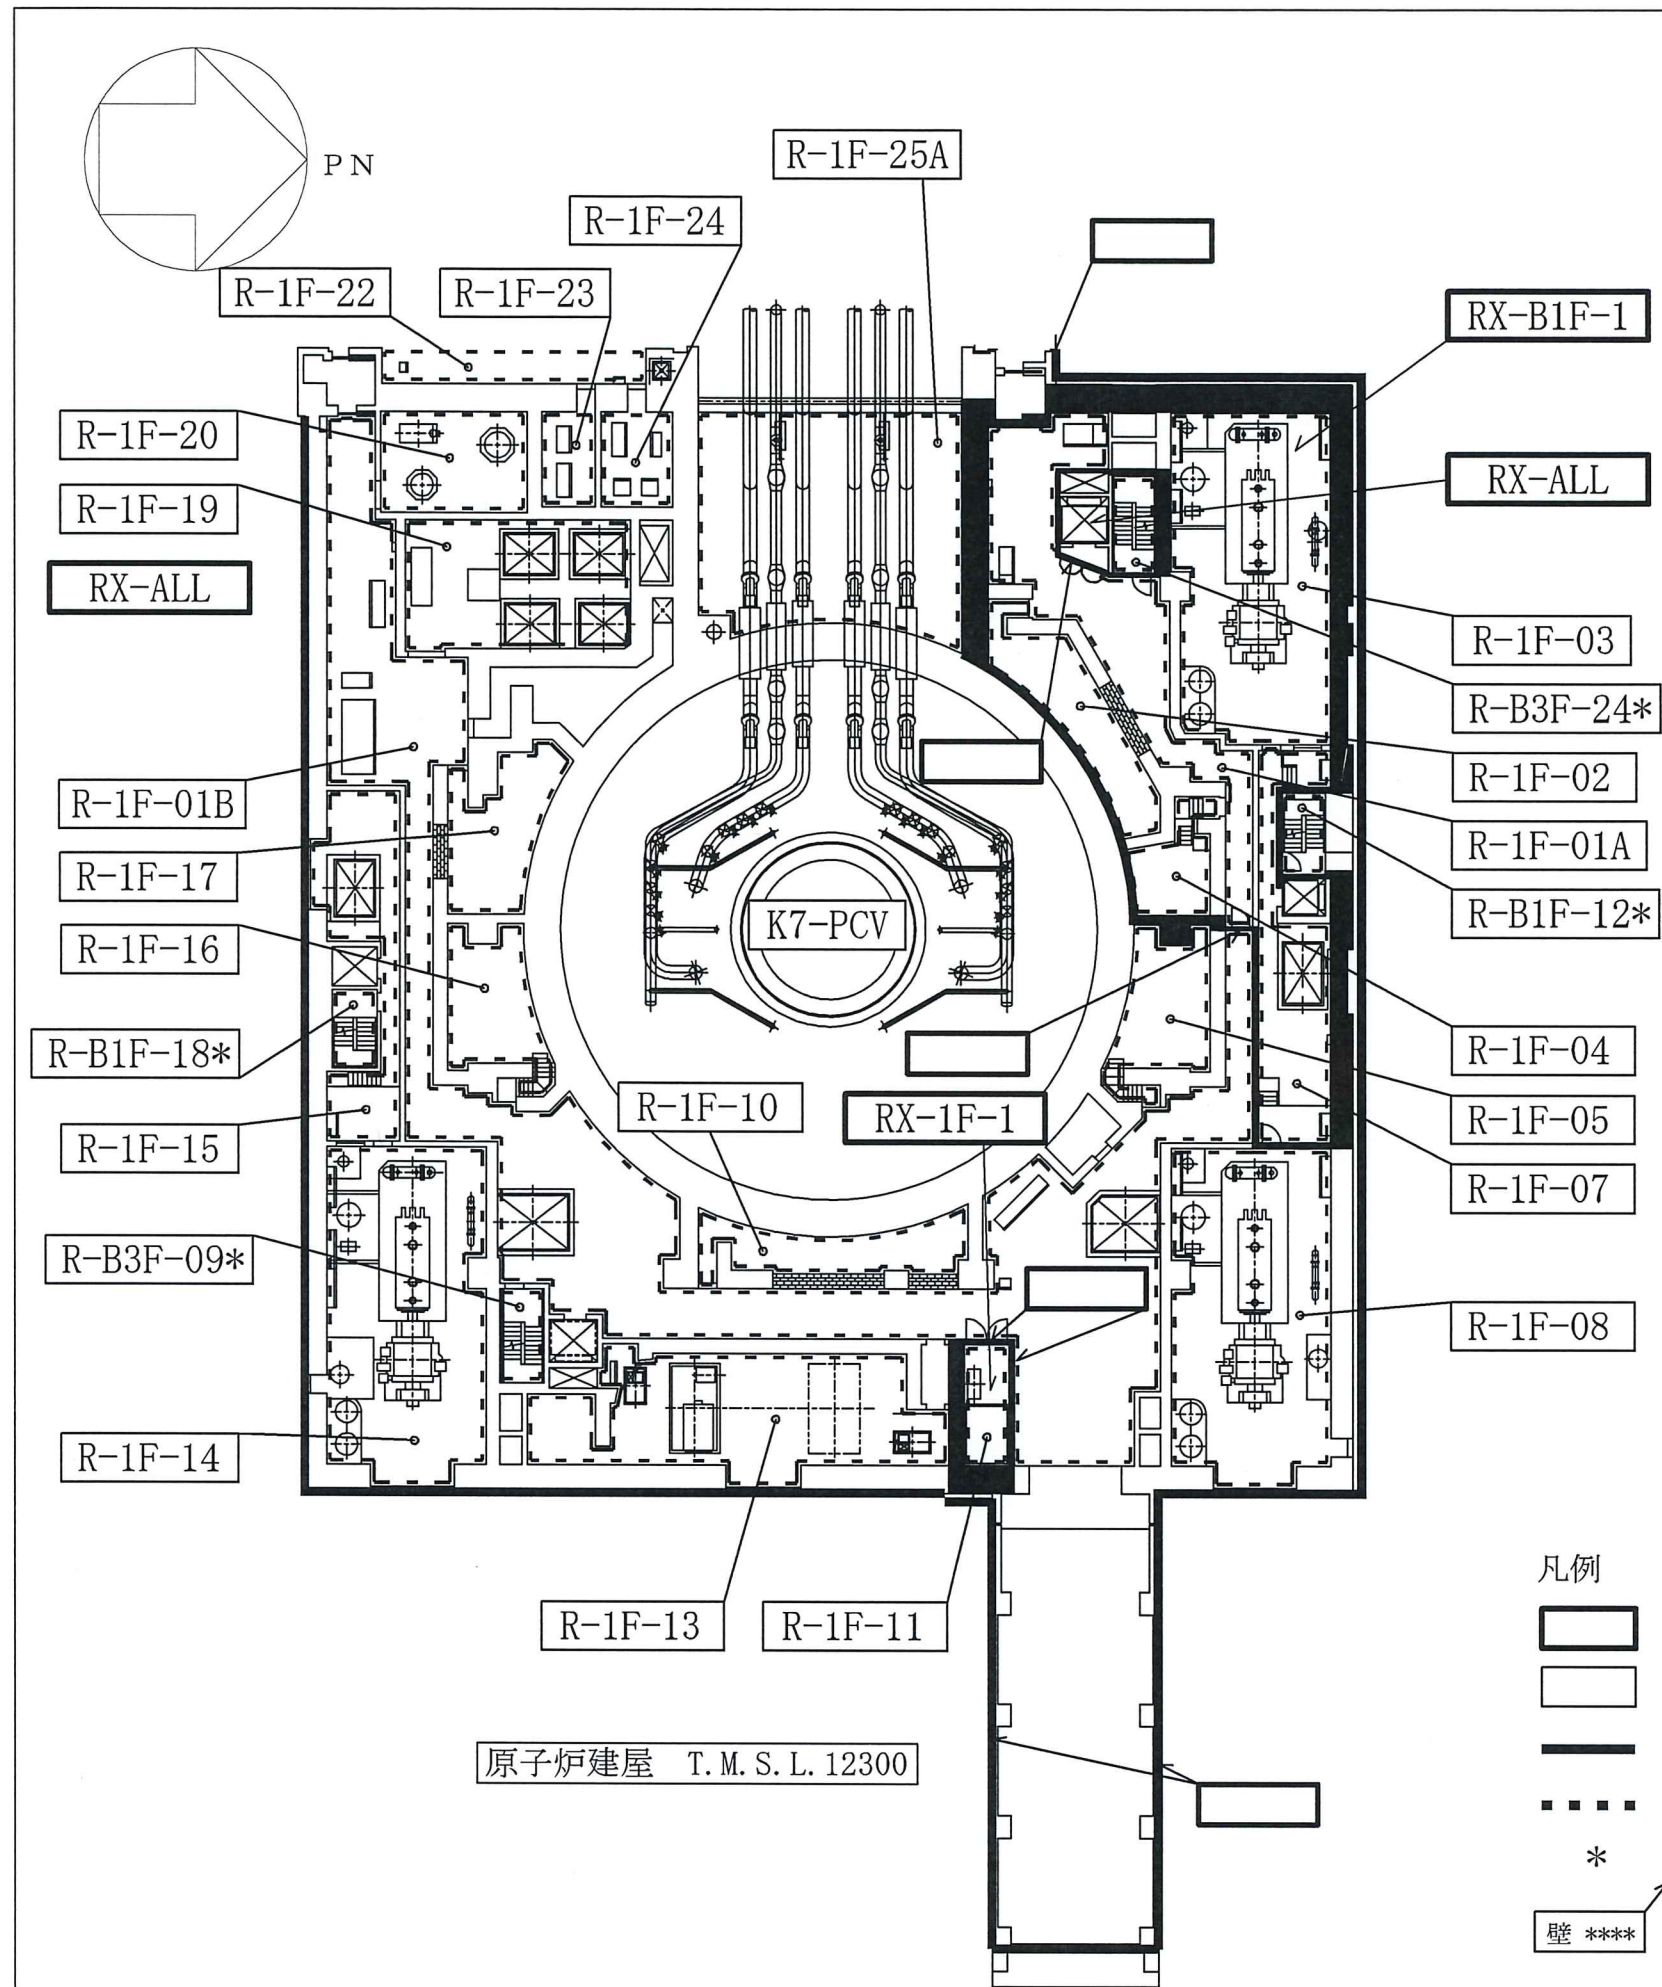 PN
R-1F-25A
R-1F-24
R-1F-22
R-1F-23
RX-B1F-1
R-1F-20
RX-ALL
R-1F-19
RX-ALL
R-1F-03
R-B3F-24*
R-1F-02
R-1F-01B
R-1F-01A
R-1F-17
R-B1F-12*
K7-PCV
R-1F-16
R-B1F-18*
R-1F-04
R-1F-10
RX-1F-1
R-1F-05
R-1F-15
R-1F-07
R-B3F-09*
R-1F-08
R-1F-14
凡例
R-1F-13
R-1F-11
原子炉建屋 T.M.S.L.12300
*
壁 ****